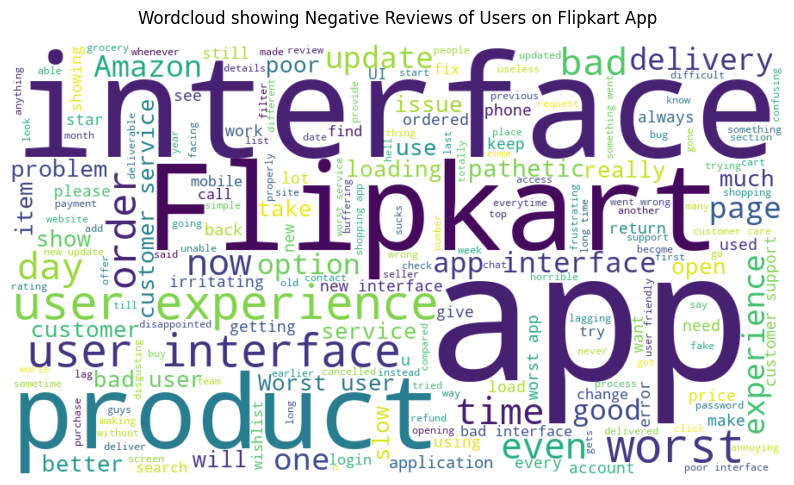 Wordcloud showing Negative Reviews of Users on Flipkart App
interface
Flipkart
app
product
user experience
user interface
worst
bad
update
Amazon
poor
delivery
UI
fix
issue
ordered
phone
always
use
keep
work
find
see
star
still
showing
grocery
whenever
made
review
details
people
updated
useless
start
previous
request
difficult
know
bug
something went
something
section
confusing
anything
able
look
month
year
facing
list
filter
different
date
thing
provide
place
come
gone
trying
cart
shopping
problem
customer service
loading
pathetic
really
much
page
item
order
please
show
payment
website
add
new update
offer
rating
till
day
now
option
take
lot
call
mobile
back
new
said
going
unable
simple
site
properly
worst service
buffering
shopping app
hell
last
totally
access
everytime
top
sucks
frustrating
went wrong
another
long time
support
become
many
customer care
first
go
return
used
open
app interface
new interface
irritating
deliverable
seller
check
chat
wrong
number
week
horrible
old
contact
customer
service
getting
give
disappointed
u
earlier
cancelled
instead
compared
lagging
try
never
want
user friendly
need
say
fake
got
experience
customer support
bad user
worst user
worst app
load
change
process
price
password
time
good
error
make
even
one
will
better
search
login
wishlist
slow
using
application
bad interface
every
account
click
annoying
poor interface
delivered
gets
opening
refund
tried
way
long
team
buy
disgusting
lag
worse
sometime
purchase
guys
making
without
deliver
screen
n